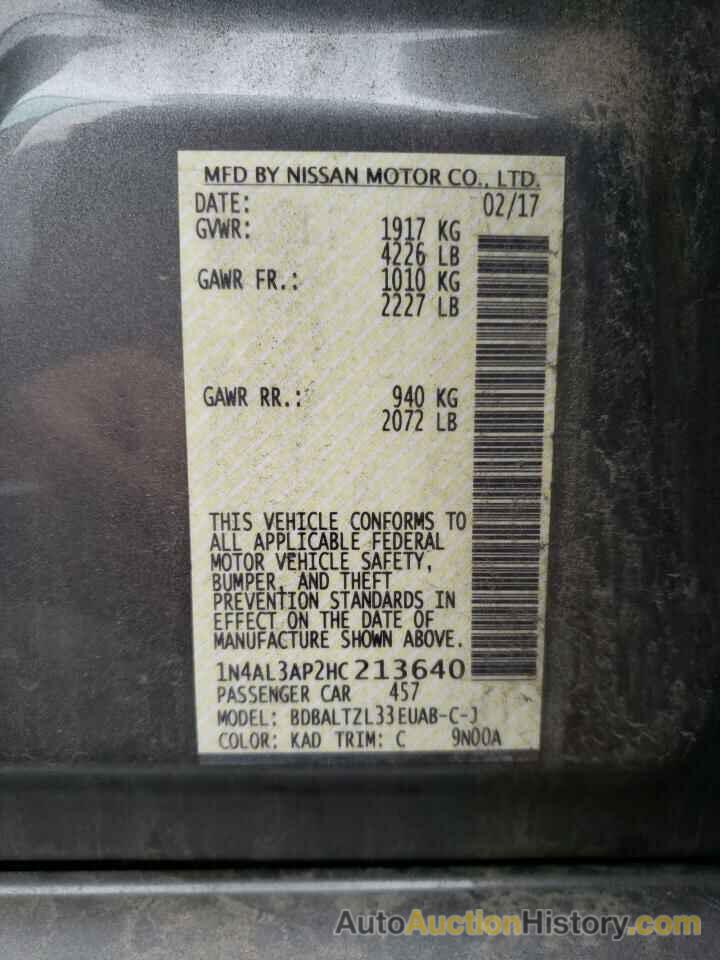 MFD BY NISSAN MOTOR CO., LTD.
DATE: 02/17
GVWR: 1917 KG
4226 LB
GAWR FR.: 1010 KG
2227 LB
GAWR RR.: 940 KG
2072 LB
THIS VEHICLE CONFORMS TO
ALL APPLICABLE FEDERAL
MOTOR VEHICLE SAFETY,
BUMPER, AND THEFT
PREVENTION STANDARDS IN
EFFECT ON THE DATE OF
MANUFACTURE SHOWN ABOVE.
1N4AL3AP2HC213640
PASSENGER CAR 457
MODEL: BDBALTZL33EUAB-C-J
COLOR: KAD TRIM: C 9N00A
AutoAuctionHistory.com